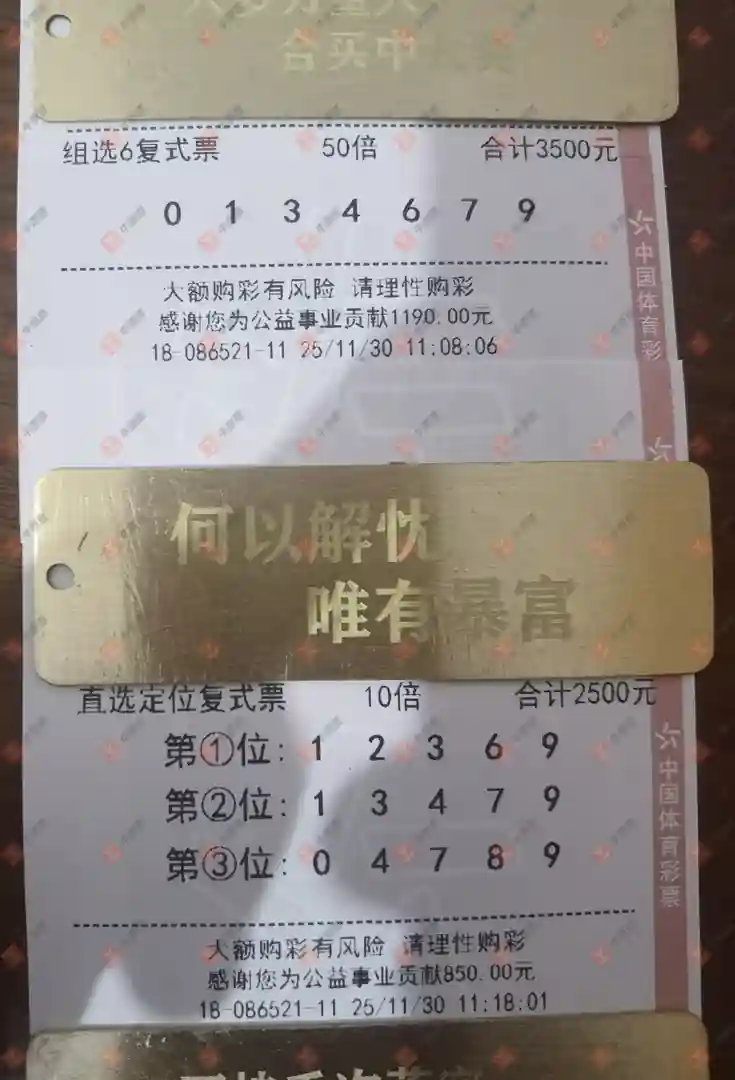 合买中
组选6复式票 50倍 合计3500元
0 1 3 4 6 7 9
大额购彩有风险 请理性购彩
感谢您为公益事业贡献1190.00元
18-086521-11 25/11/30 11:08:06
中国体育彩
何以解忧
唯有暴富
直选定位复式票 10倍 合计2500元
第①位: 1 2 3 6 9
第②位: 1 3 4 7 9
第③位: 0 4 7 8 9
中国体育彩票
大额购彩有风险 请理性购彩
感谢您为公益事业贡献850.00元
18-086521-11 25/11/30 11:18:01